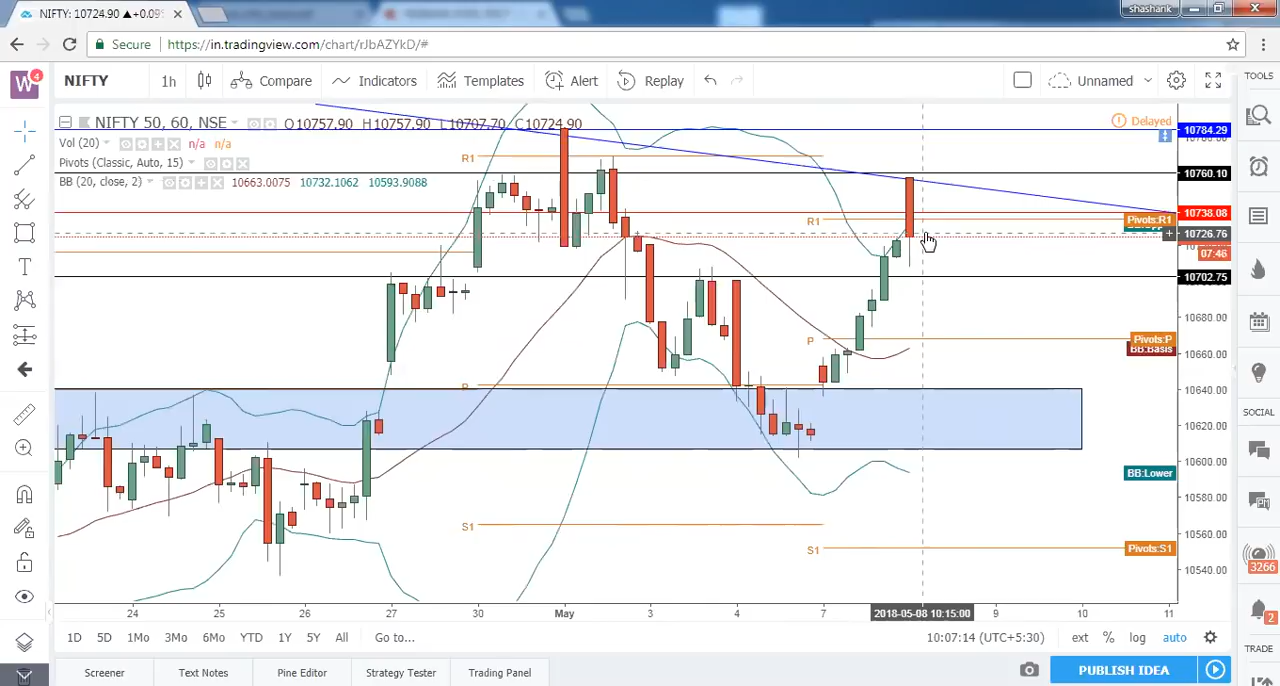 NIFTY: 10724.90 ▲+0.09%
shashank
Secure https://in.tradingview.com/chart/rJbAZYkD/#
W 4
NIFTY 1h Compare Indicators Templates Alert Replay Unnamed
TOOLS
NIFTY 50, 60, NSE O10757.90 H10757.90 L10707.70 C10724.90
Delayed
Vol (20) n/a n/a
Pivots (Classic, Auto, 15)
BB (20, close, 2) 10663.0075 10732.1062 10593.9088
10784.29
R1
10760.10
10738.08
R1
Pivots:R1
10726.76
07:46
10702.75
10680.00
P
Pivots:P
BB:Basis
10660.00
P
10640.00
10620.00
10600.00
BB:Lower
10580.00
10560.00
S1
S1
Pivots:S1
10540.00
SOCIAL
3266
2
TRADE
24 25 26 27 30 May 3 4 7 2018-05-08 10:15:00 9 10 11
1D 5D 1Mo 3Mo 6Mo YTD 1Y 5Y All Go to... 10:07:14 (UTC+5:30) ext % log auto
Screener Text Notes Pine Editor Strategy Tester Trading Panel PUBLISH IDEA